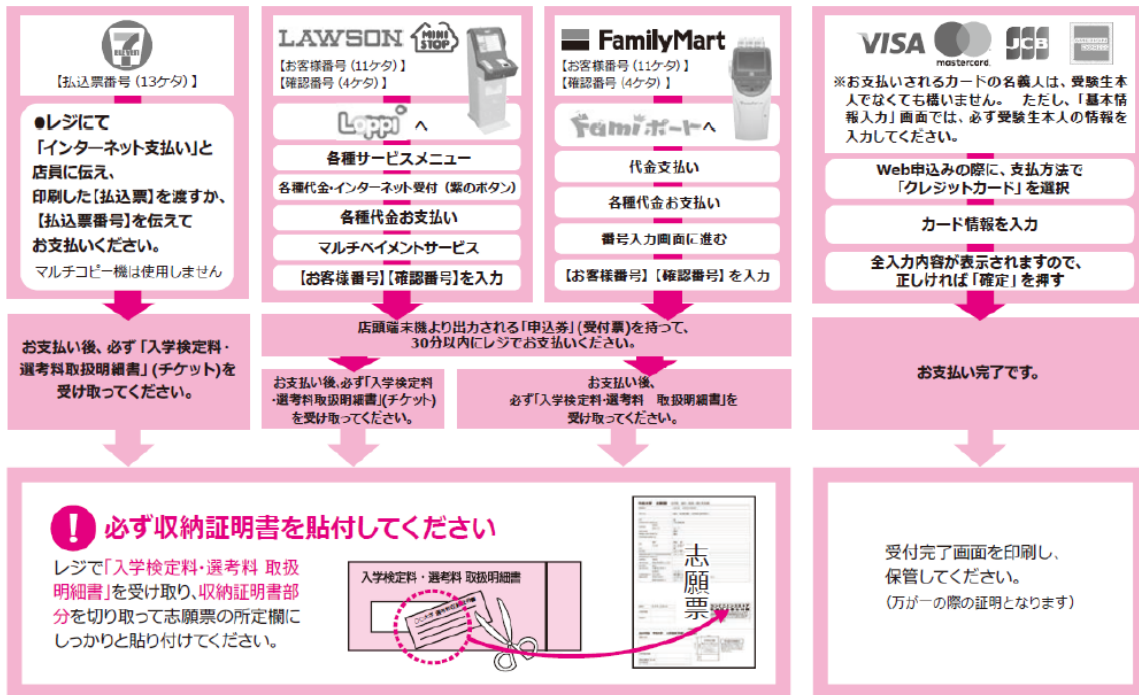 7
ELEVEN
【払込票番号（13ケタ）】
●レジにて
「インターネット支払い」と
店員に伝え、
印刷した【払込票】を渡すか、
【払込票番号】を伝えて
お支払いください。
マルチコピー機は使用しません
お支払い後、必ず「入学検定料・
選考料取扱明細書」(チケット)を
受け取ってください。
LAWSON
MINI
STOP
【お客様番号（11ケタ）】
【確認番号（4ケタ）】
Loppiへ
各種サービスメニュー
各種代金・インターネット受付（紫のボタン）
各種代金お支払い
マルチペイメントサービス
【お客様番号】【確認番号】を入力
FamilyMart
【お客様番号（11ケタ）】
【確認番号（4ケタ）】
Famiポートへ
代金支払い
各種代金お支払い
番号入力画面に進む
【お客様番号】【確認番号】を入力
店頭端末機より出力される「申込券」(受付票)を持って、
30分以内にレジでお支払いください。
お支払い後、必ず「入学検定料
・選考料取扱明細書」(チケット)
を受け取ってください。
お支払い後、
必ず「入学検定料・選考料　取扱明細書」を
受け取ってください。
VISA
mastercard.
JCB
AMERICAN
EXPRESS
※お支払いされるカードの名義人は、受験生本
人でなくても構いません。　ただし、「基本情
報入力」画面では、必ず受験生本人の情報を
入力してください。
Web申込みの際に、支払方法で
「クレジットカード」を選択
カード情報を入力
全入力内容が表示されますので、
正しければ「確定」を押す
お支払い完了です。
! 必ず収納証明書を貼付してください
レジで「入学検定料・選考料 取扱
明細書」を受け取り、収納証明書部
分を切り取って志願票の所定欄に
しっかりと貼り付けてください。
入学検定料・選考料 取扱明細書
〇〇大学 選考料収納証明書
志願票
受付完了画面を印刷し、
保管してください。
(万が一の際の証明となります)